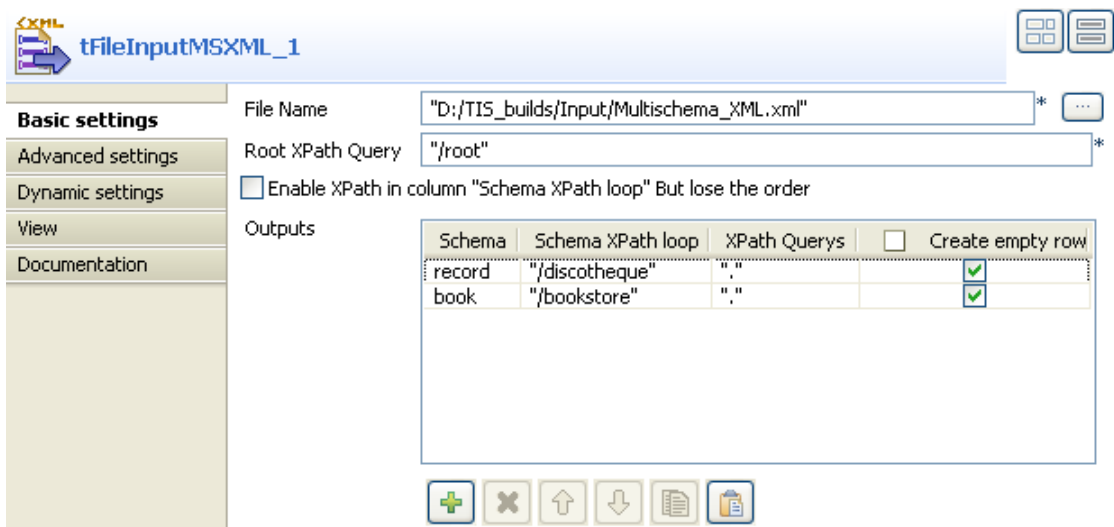 <XML
tFileInputMSXML_1
Basic settings
Advanced settings
Dynamic settings
View
Documentation
File Name "D:/TIS_builds/Input/Multischema_XML.xml" * ...
Root XPath Query "/root" *
Enable XPath in column "Schema XPath loop" But lose the order
Outputs
Schema Schema XPath loop XPath Querys Create empty row
record "/discotheque" "."
book "/bookstore" "."